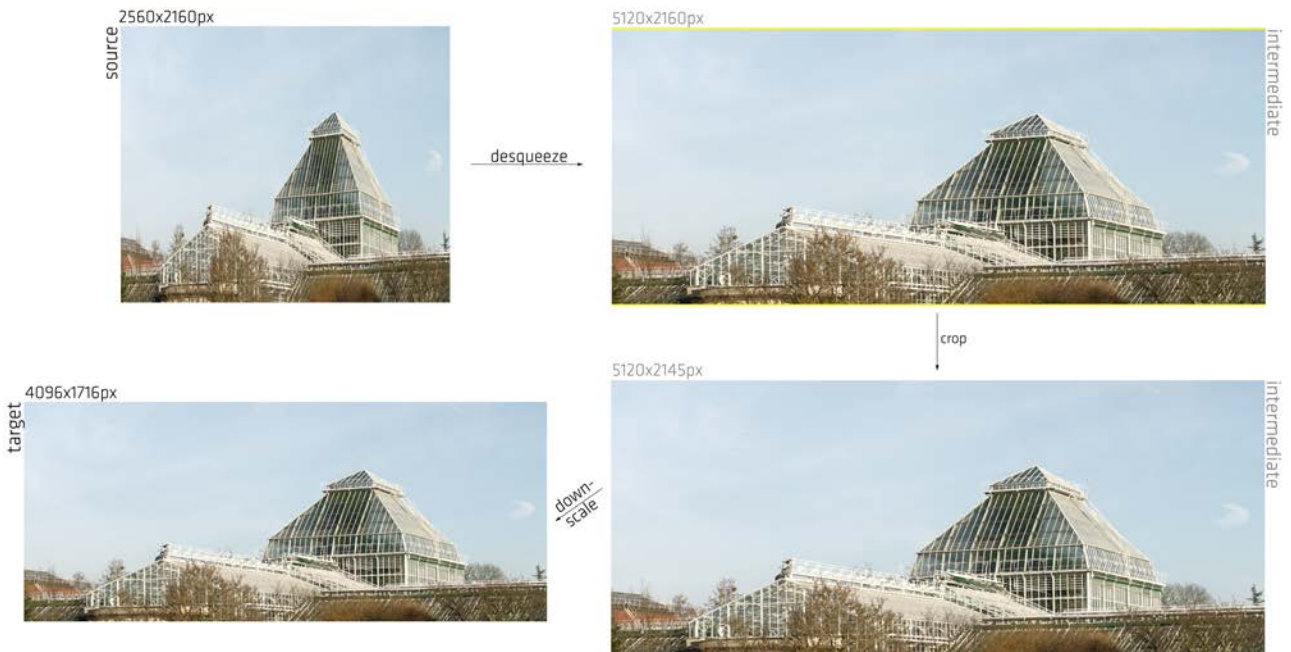 2560x2160px
source
desqueeze
5120x2160px
intermediate
crop
5120x2145px
intermediate
down-
scale
4096x1716px
target